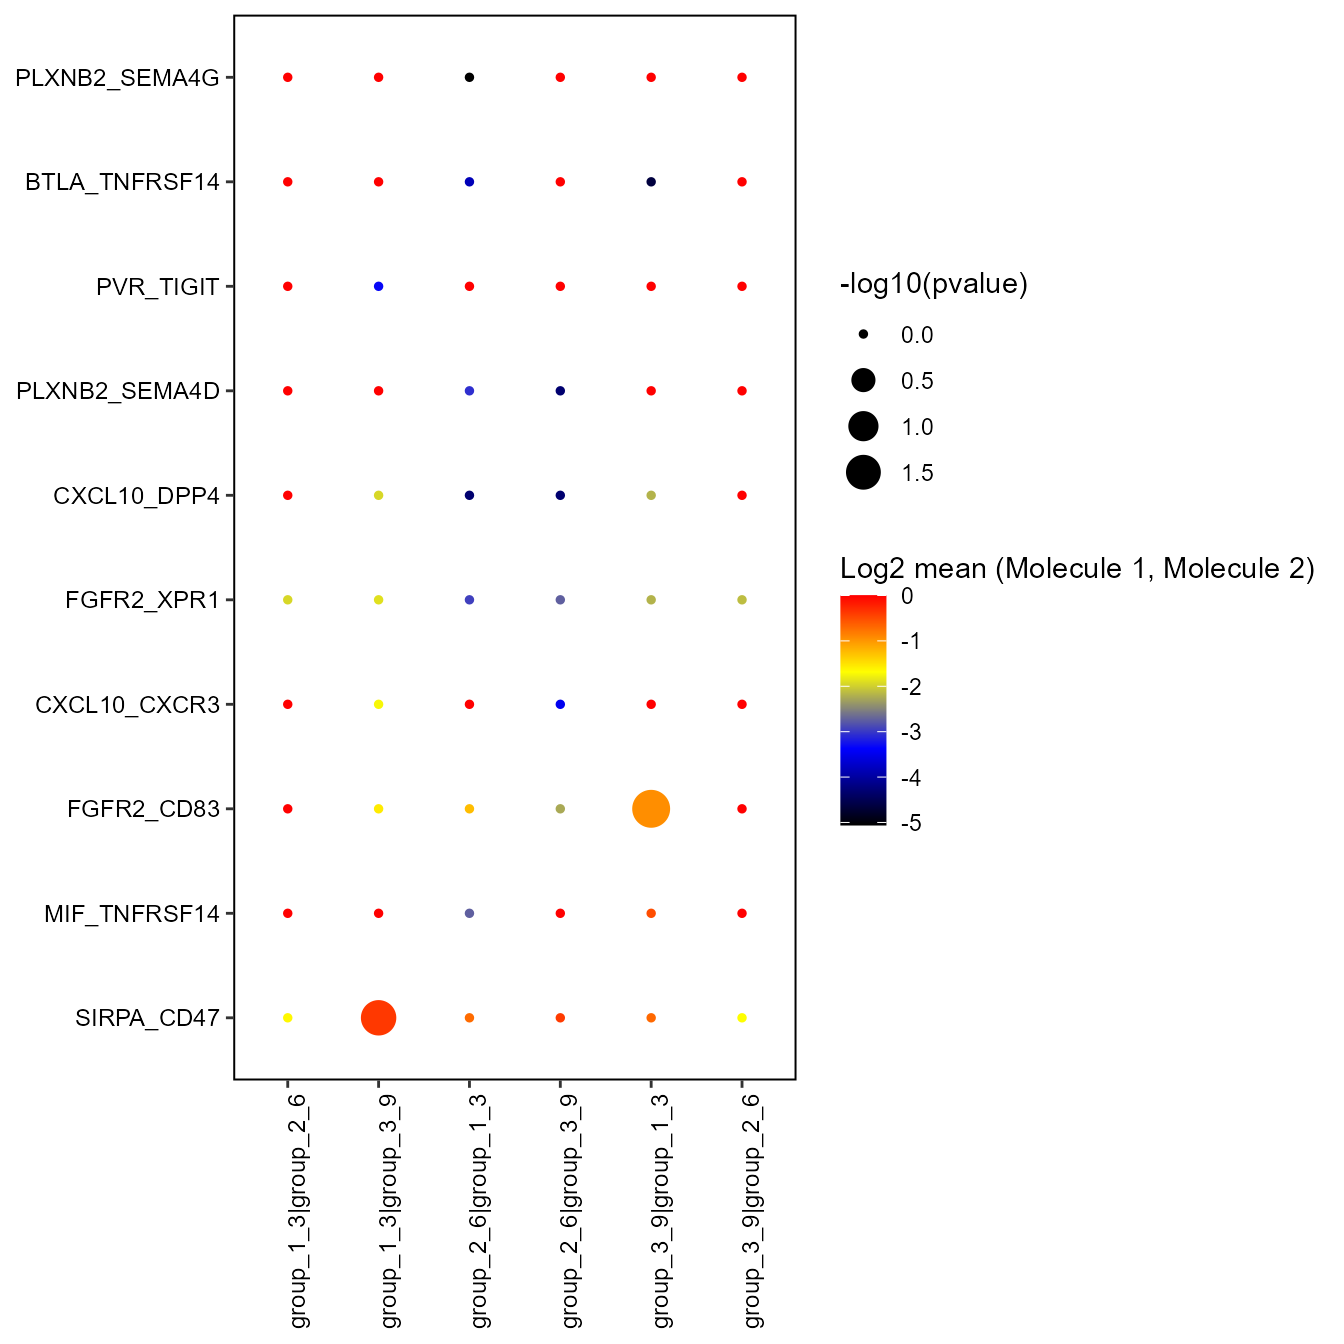 PLXNB2_SEMA4G
BTLA_TNFRSF14
PVR_TIGIT
PLXNB2_SEMA4D
CXCL10_DPP4
FGFR2_XPR1
CXCL10_CXCR3
FGFR2_CD83
MIF_TNFRSF14
SIRPA_CD47
group_1_3|group_2_6
group_1_3|group_3_9
group_2_6|group_1_3
group_2_6|group_3_9
group_3_9|group_1_3
group_3_9|group_2_6
-log10(pvalue)
0.0
0.5
1.0
1.5
Log2 mean (Molecule 1, Molecule 2)
0
-1
-2
-3
-4
-5